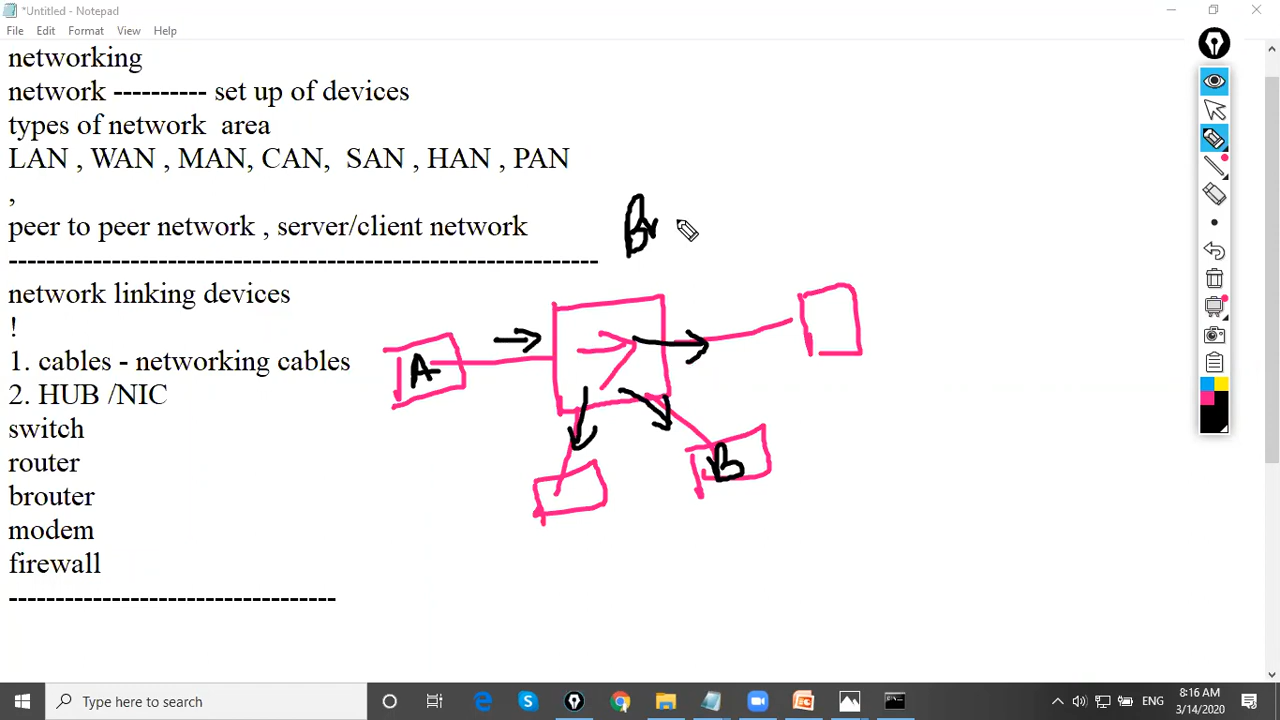 *Untitled - Notepad
File Edit Format View Help
networking
network ---------- set up of devices
types of network area
LAN , WAN , MAN, CAN, SAN , HAN , PAN
,
peer to peer network , server/client network
---------------------------------------------------------
network linking devices
!
1. cables - networking cables
2. HUB /NIC
switch
router
brouter
modem
firewall
--------------------------------
Br
A
B
Type here to search
ENG
8:16 AM
3/14/2020